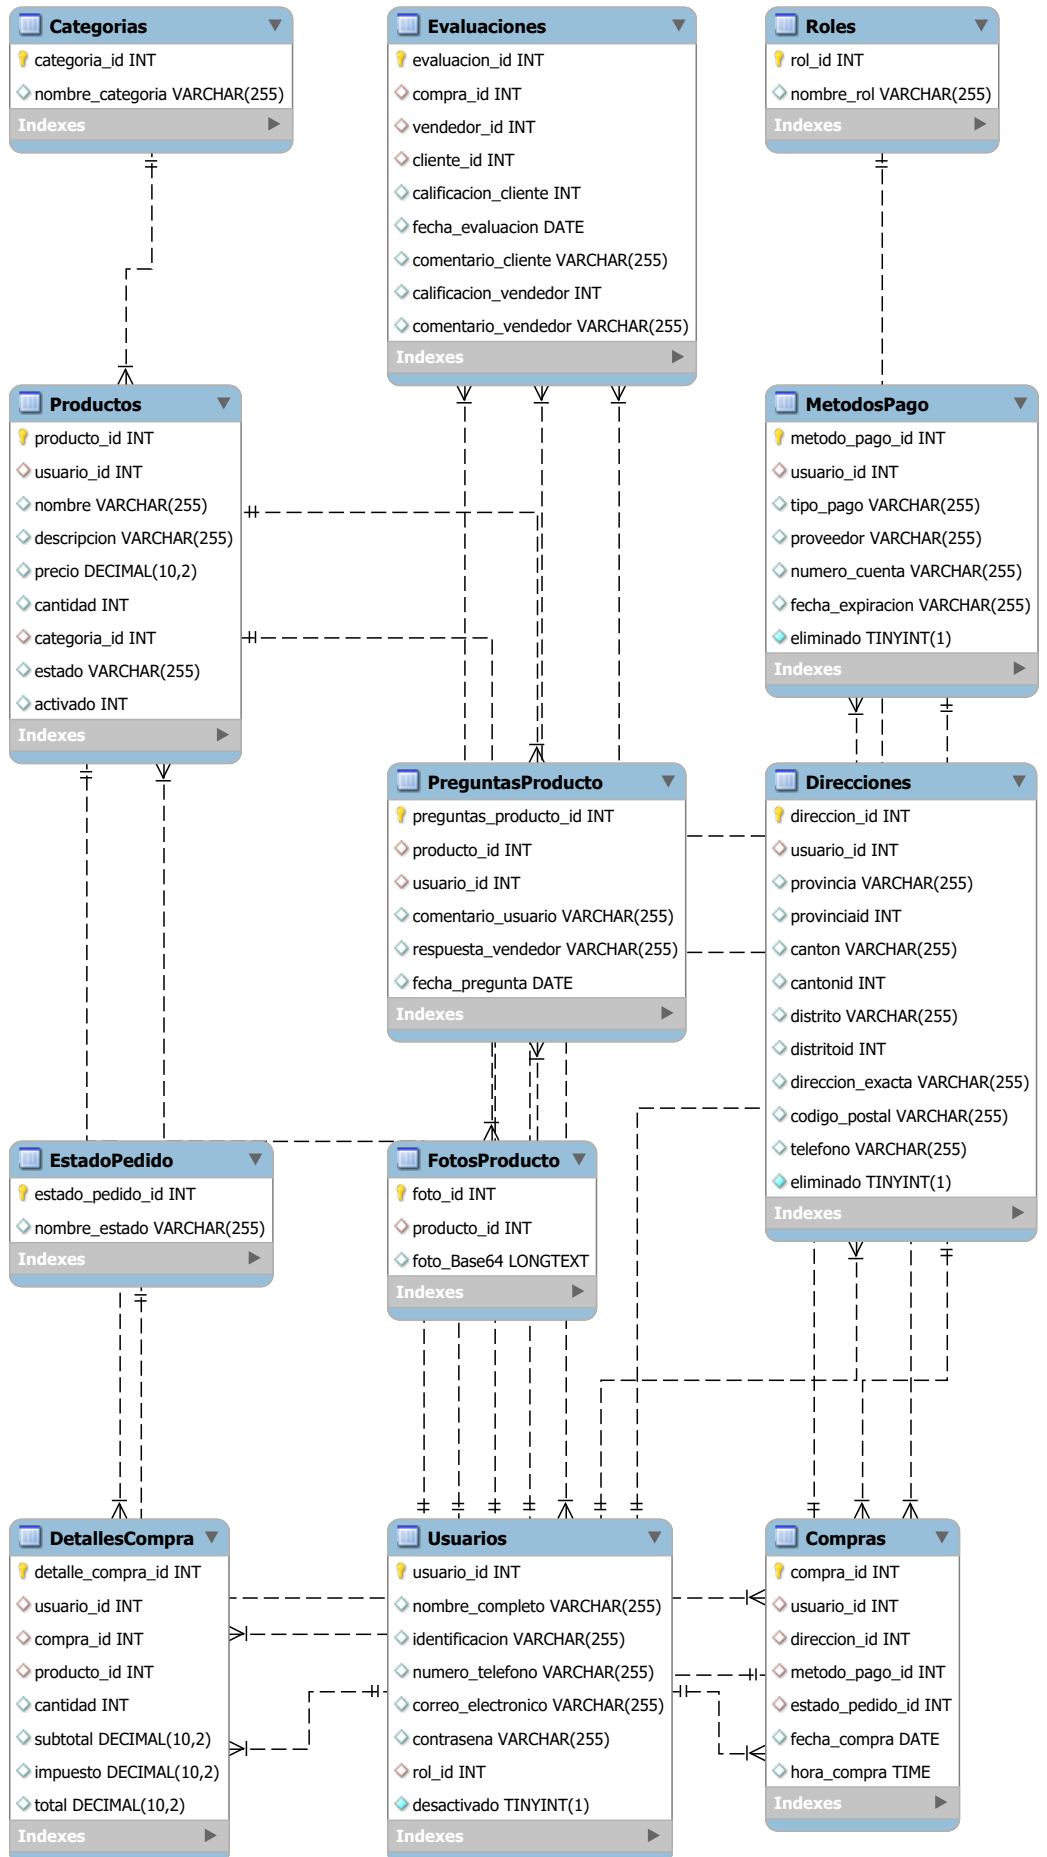 Categorias
categoria_id INT
nombre_categoria VARCHAR(255)
Indexes
Evaluaciones
evaluacion_id INT
compra_id INT
vendedor_id INT
cliente_id INT
calificacion_cliente INT
fecha_evaluacion DATE
comentario_cliente VARCHAR(255)
calificacion_vendedor INT
comentario_vendedor VARCHAR(255)
Indexes
Roles
rol_id INT
nombre_rol VARCHAR(255)
Indexes
Productos
producto_id INT
usuario_id INT
nombre VARCHAR(255)
descripcion VARCHAR(255)
precio DECIMAL(10,2)
cantidad INT
categoria_id INT
estado VARCHAR(255)
activado INT
Indexes
MetodosPago
metodo_pago_id INT
usuario_id INT
tipo_pago VARCHAR(255)
proveedor VARCHAR(255)
numero_cuenta VARCHAR(255)
fecha_expiracion VARCHAR(255)
eliminado TINYINT(1)
Indexes
PreguntasProducto
preguntas_producto_id INT
producto_id INT
usuario_id INT
comentario_usuario VARCHAR(255)
respuesta_vendedor VARCHAR(255)
fecha_pregunta DATE
Indexes
Direcciones
direccion_id INT
usuario_id INT
provincia VARCHAR(255)
provinciaid INT
canton VARCHAR(255)
cantonid INT
distrito VARCHAR(255)
distritoid INT
direccion_exacta VARCHAR(255)
codigo_postal VARCHAR(255)
telefono VARCHAR(255)
eliminado TINYINT(1)
Indexes
EstadoPedido
estado_pedido_id INT
nombre_estado VARCHAR(255)
Indexes
FotosProducto
foto_id INT
producto_id INT
foto_Base64 LONGTEXT
Indexes
DetallesCompra
detalle_compra_id INT
usuario_id INT
compra_id INT
producto_id INT
cantidad INT
subtotal DECIMAL(10,2)
impuesto DECIMAL(10,2)
total DECIMAL(10,2)
Indexes
Usuarios
usuario_id INT
nombre_completo VARCHAR(255)
identificacion VARCHAR(255)
numero_telefono VARCHAR(255)
correo_electronico VARCHAR(255)
contrasena VARCHAR(255)
rol_id INT
desactivado TINYINT(1)
Indexes
Compras
compra_id INT
usuario_id INT
direccion_id INT
metodo_pago_id INT
estado_pedido_id INT
fecha_compra DATE
hora_compra TIME
Indexes